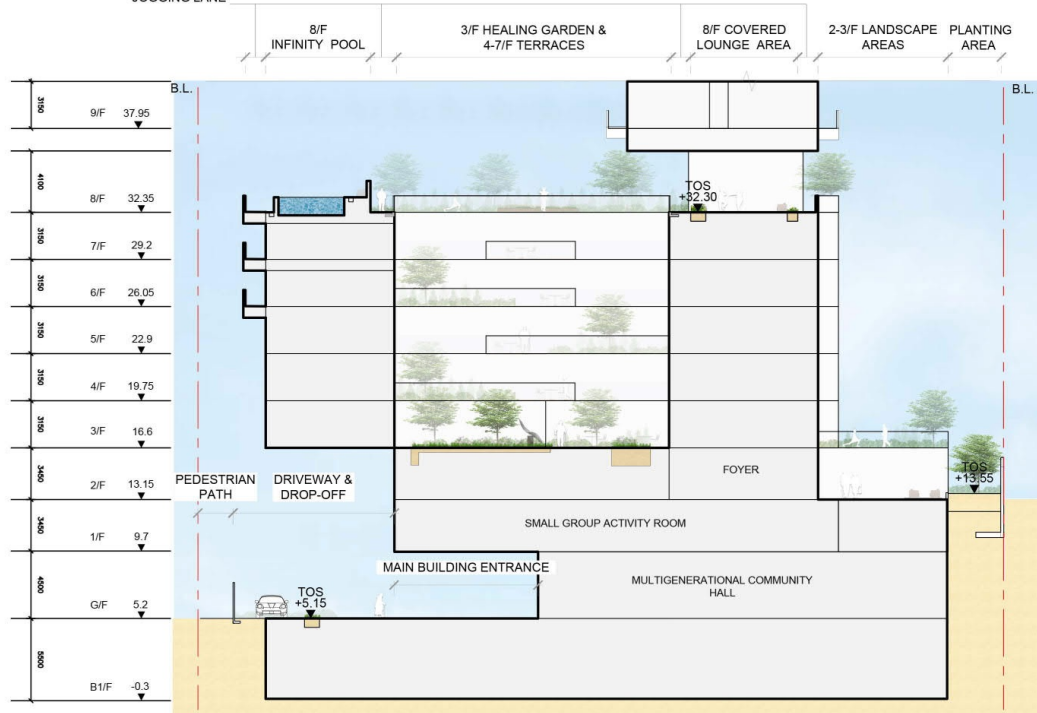 JOGGING LANE
8/F
INFINITY POOL
3/F HEALING GARDEN &
4-7/F TERRACES
8/F COVERED
LOUNGE AREA
2-3/F LANDSCAPE
AREAS
PLANTING
AREA
B.L.
B.L.
3150
9/F 37.95
4100
8/F 32.35
TOS
+32.30
3150
7/F 29.2
3150
6/F 26.05
3150
5/F 22.9
3150
4/F 19.75
3150
3/F 16.6
3450
2/F 13.15
PEDESTRIAN
PATH
DRIVEWAY &
DROP-OFF
FOYER
TOS
+13.55
3450
1/F 9.7
SMALL GROUP ACTIVITY ROOM
MAIN BUILDING ENTRANCE
MULTIGENERATIONAL COMMUNITY
HALL
4500
G/F 5.2
TOS
+5.15
5500
B1/F -0.3